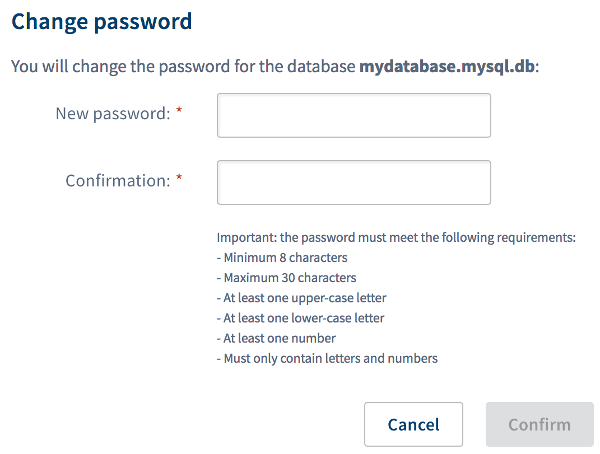 Change password
You will change the password for the database mydatabase.mysql.db:
New password: *
Confirmation: *
Important: the password must meet the following requirements:
- Minimum 8 characters
- Maximum 30 characters
- At least one upper-case letter
- At least one lower-case letter
- At least one number
- Must only contain letters and numbers
Cancel Confirm